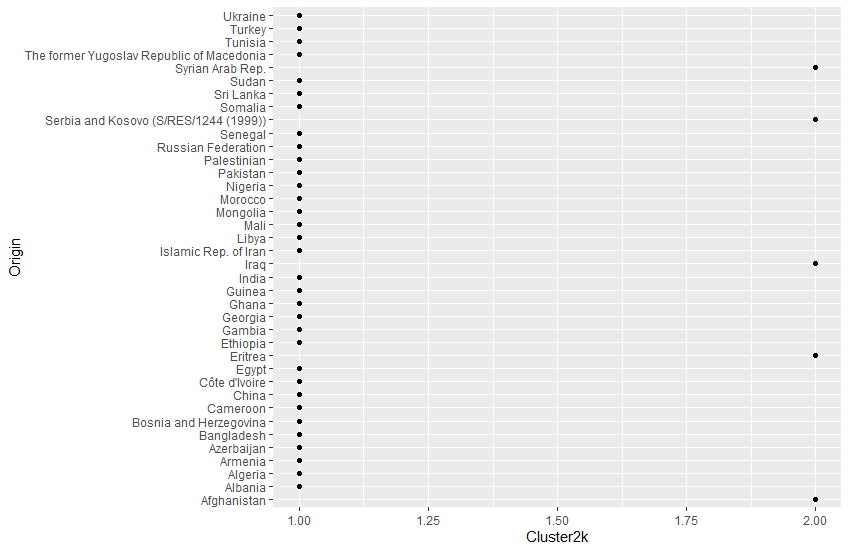 Ukraine
Turkey
Tunisia
The former Yugoslav Republic of Macedonia
Syrian Arab Rep.
Sudan
Sri Lanka
Somalia
Serbia and Kosovo (S/RES/1244 (1999))
Senegal
Russian Federation
Palestinian
Pakistan
Nigeria
Morocco
Mongolia
Mali
Libya
Islamic Rep. of Iran
Iraq
India
Guinea
Ghana
Georgia
Gambia
Ethiopia
Eritrea
Egypt
Côte d'Ivoire
China
Cameroon
Bosnia and Herzegovina
Bangladesh
Azerbaijan
Armenia
Algeria
Albania
Afghanistan
Origin
1.00 1.25 1.50 1.75 2.00
Cluster2k